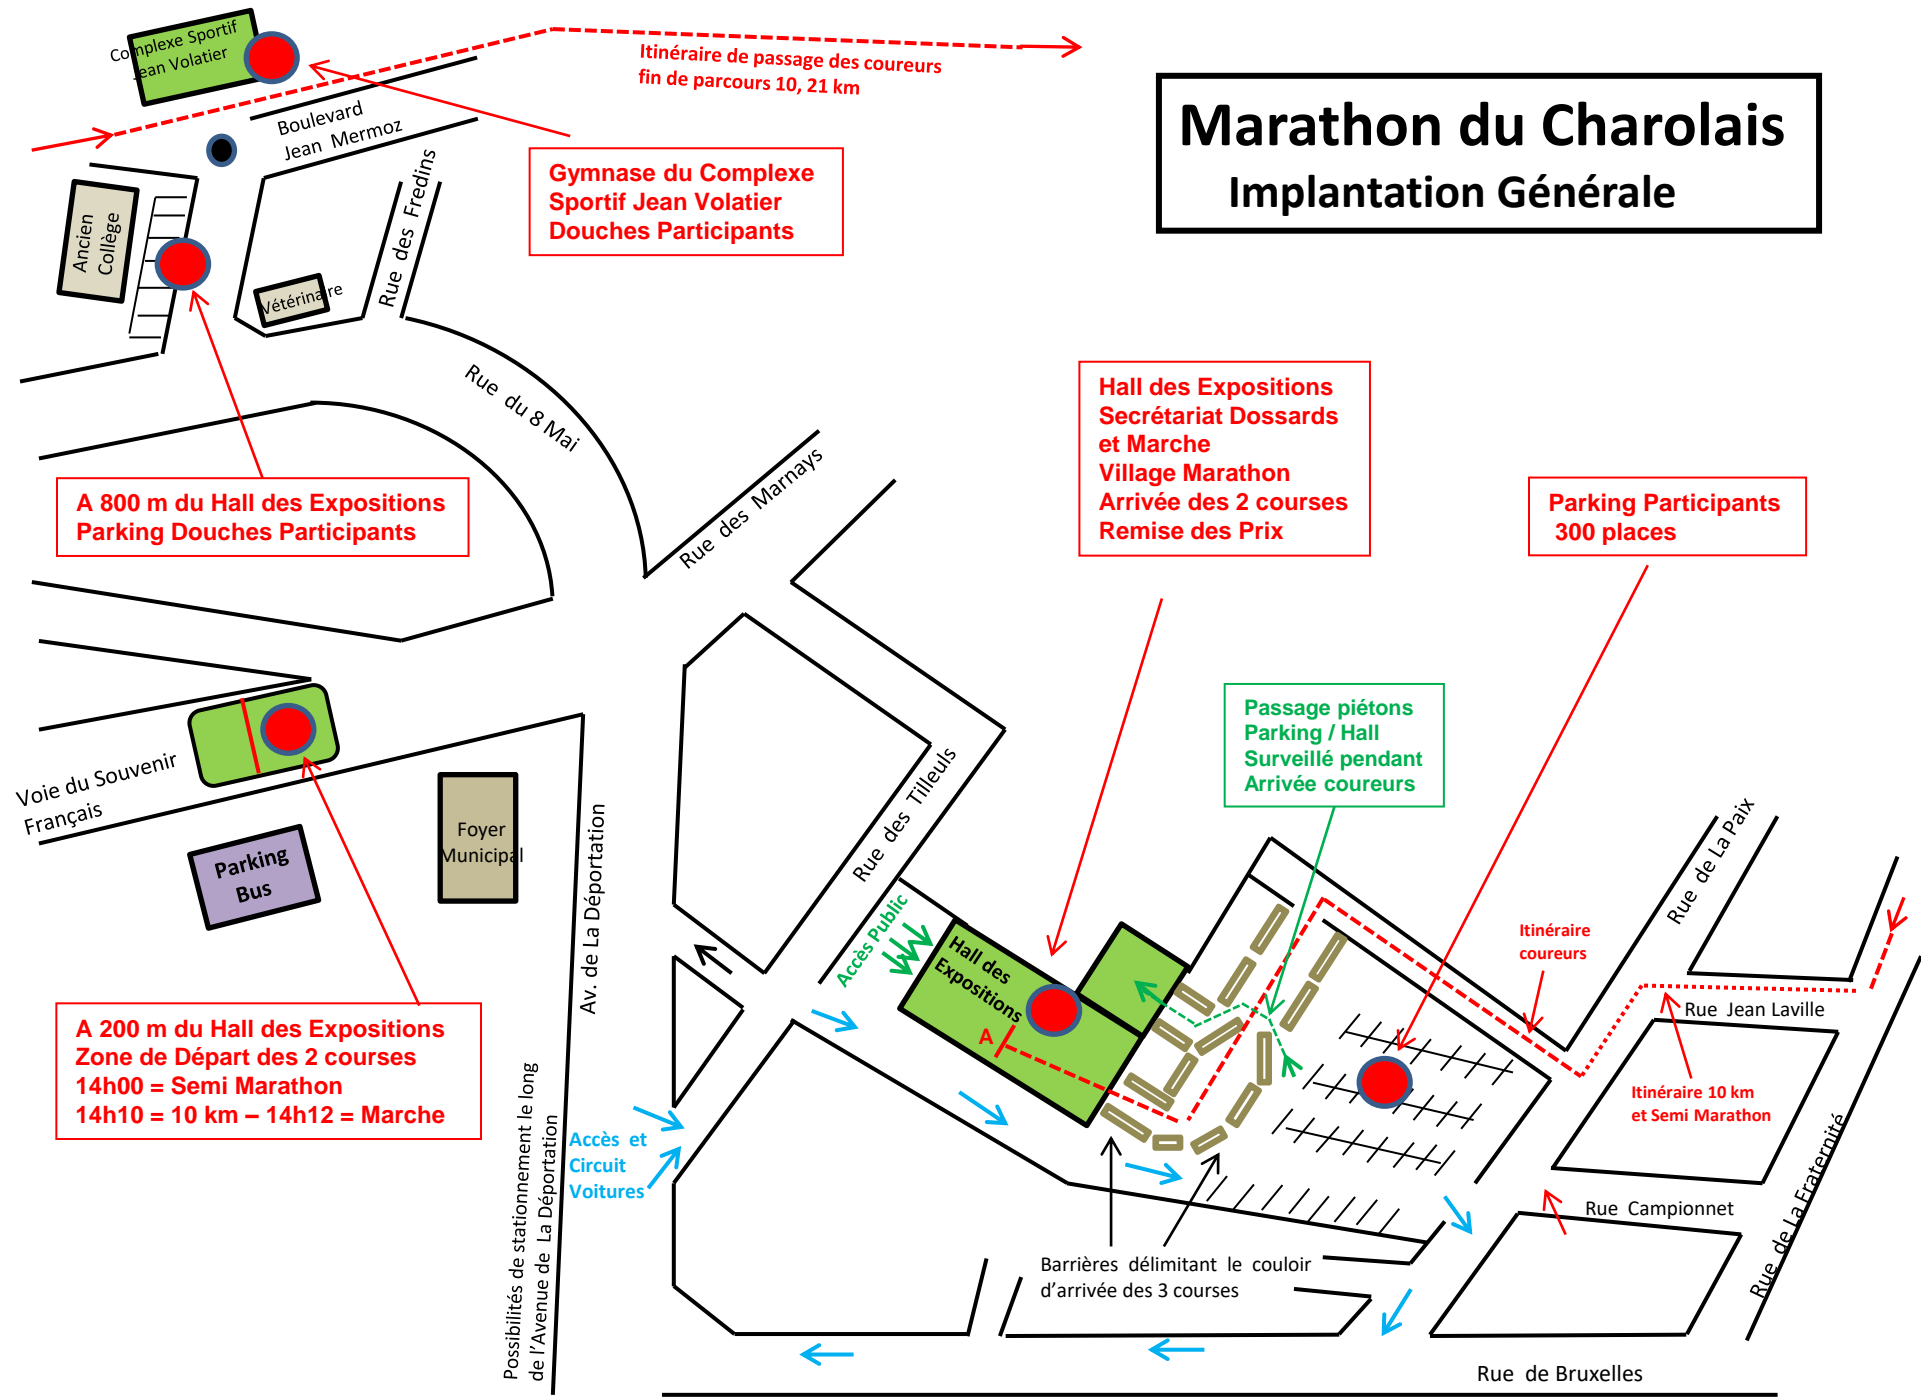 Complexe Sportif
Jean Volatier
Itinéraire de passage des coureurs
fin de parcours 10, 21 km
Marathon du Charolais
Implantation Générale
Boulevard
Jean Mermoz
Gymnase du Complexe
Sportif Jean Volatier
Douches Participants
Ancien
Collège
Vétérinaire
Rue des Fredins
Rue du 8 Mai
Hall des Expositions
Secrétariat Dossards
et Marche
Village Marathon
Arrivée des 2 courses
Remise des Prix
A 800 m du Hall des Expositions
Parking Douches Participants
Rue des Marnays
Parking Participants
300 places
Passage piétons
Parking / Hall
Surveillé pendant
Arrivée coureurs
Voie du Souvenir
Français
Foyer
Municipal
Parking
Bus
Av. de La Déportation
Rue des Tilleuls
Rue de La Paix
Accès Public
Hall des
Expositions
A
Itinéraire
coureurs
Rue Jean Laville
A 200 m du Hall des Expositions
Zone de Départ des 2 courses
14h00 = Semi Marathon
14h10 = 10 km – 14h12 = Marche
Itinéraire 10 km
et Semi Marathon
Accès et
Circuit
Voitures
Possibilités de stationnement le long
de l'Avenue de La Déportation
Rue Campionnet
Rue de La Fraternité
Barrières délimitant le couloir
d'arrivée des 3 courses
Rue de Bruxelles